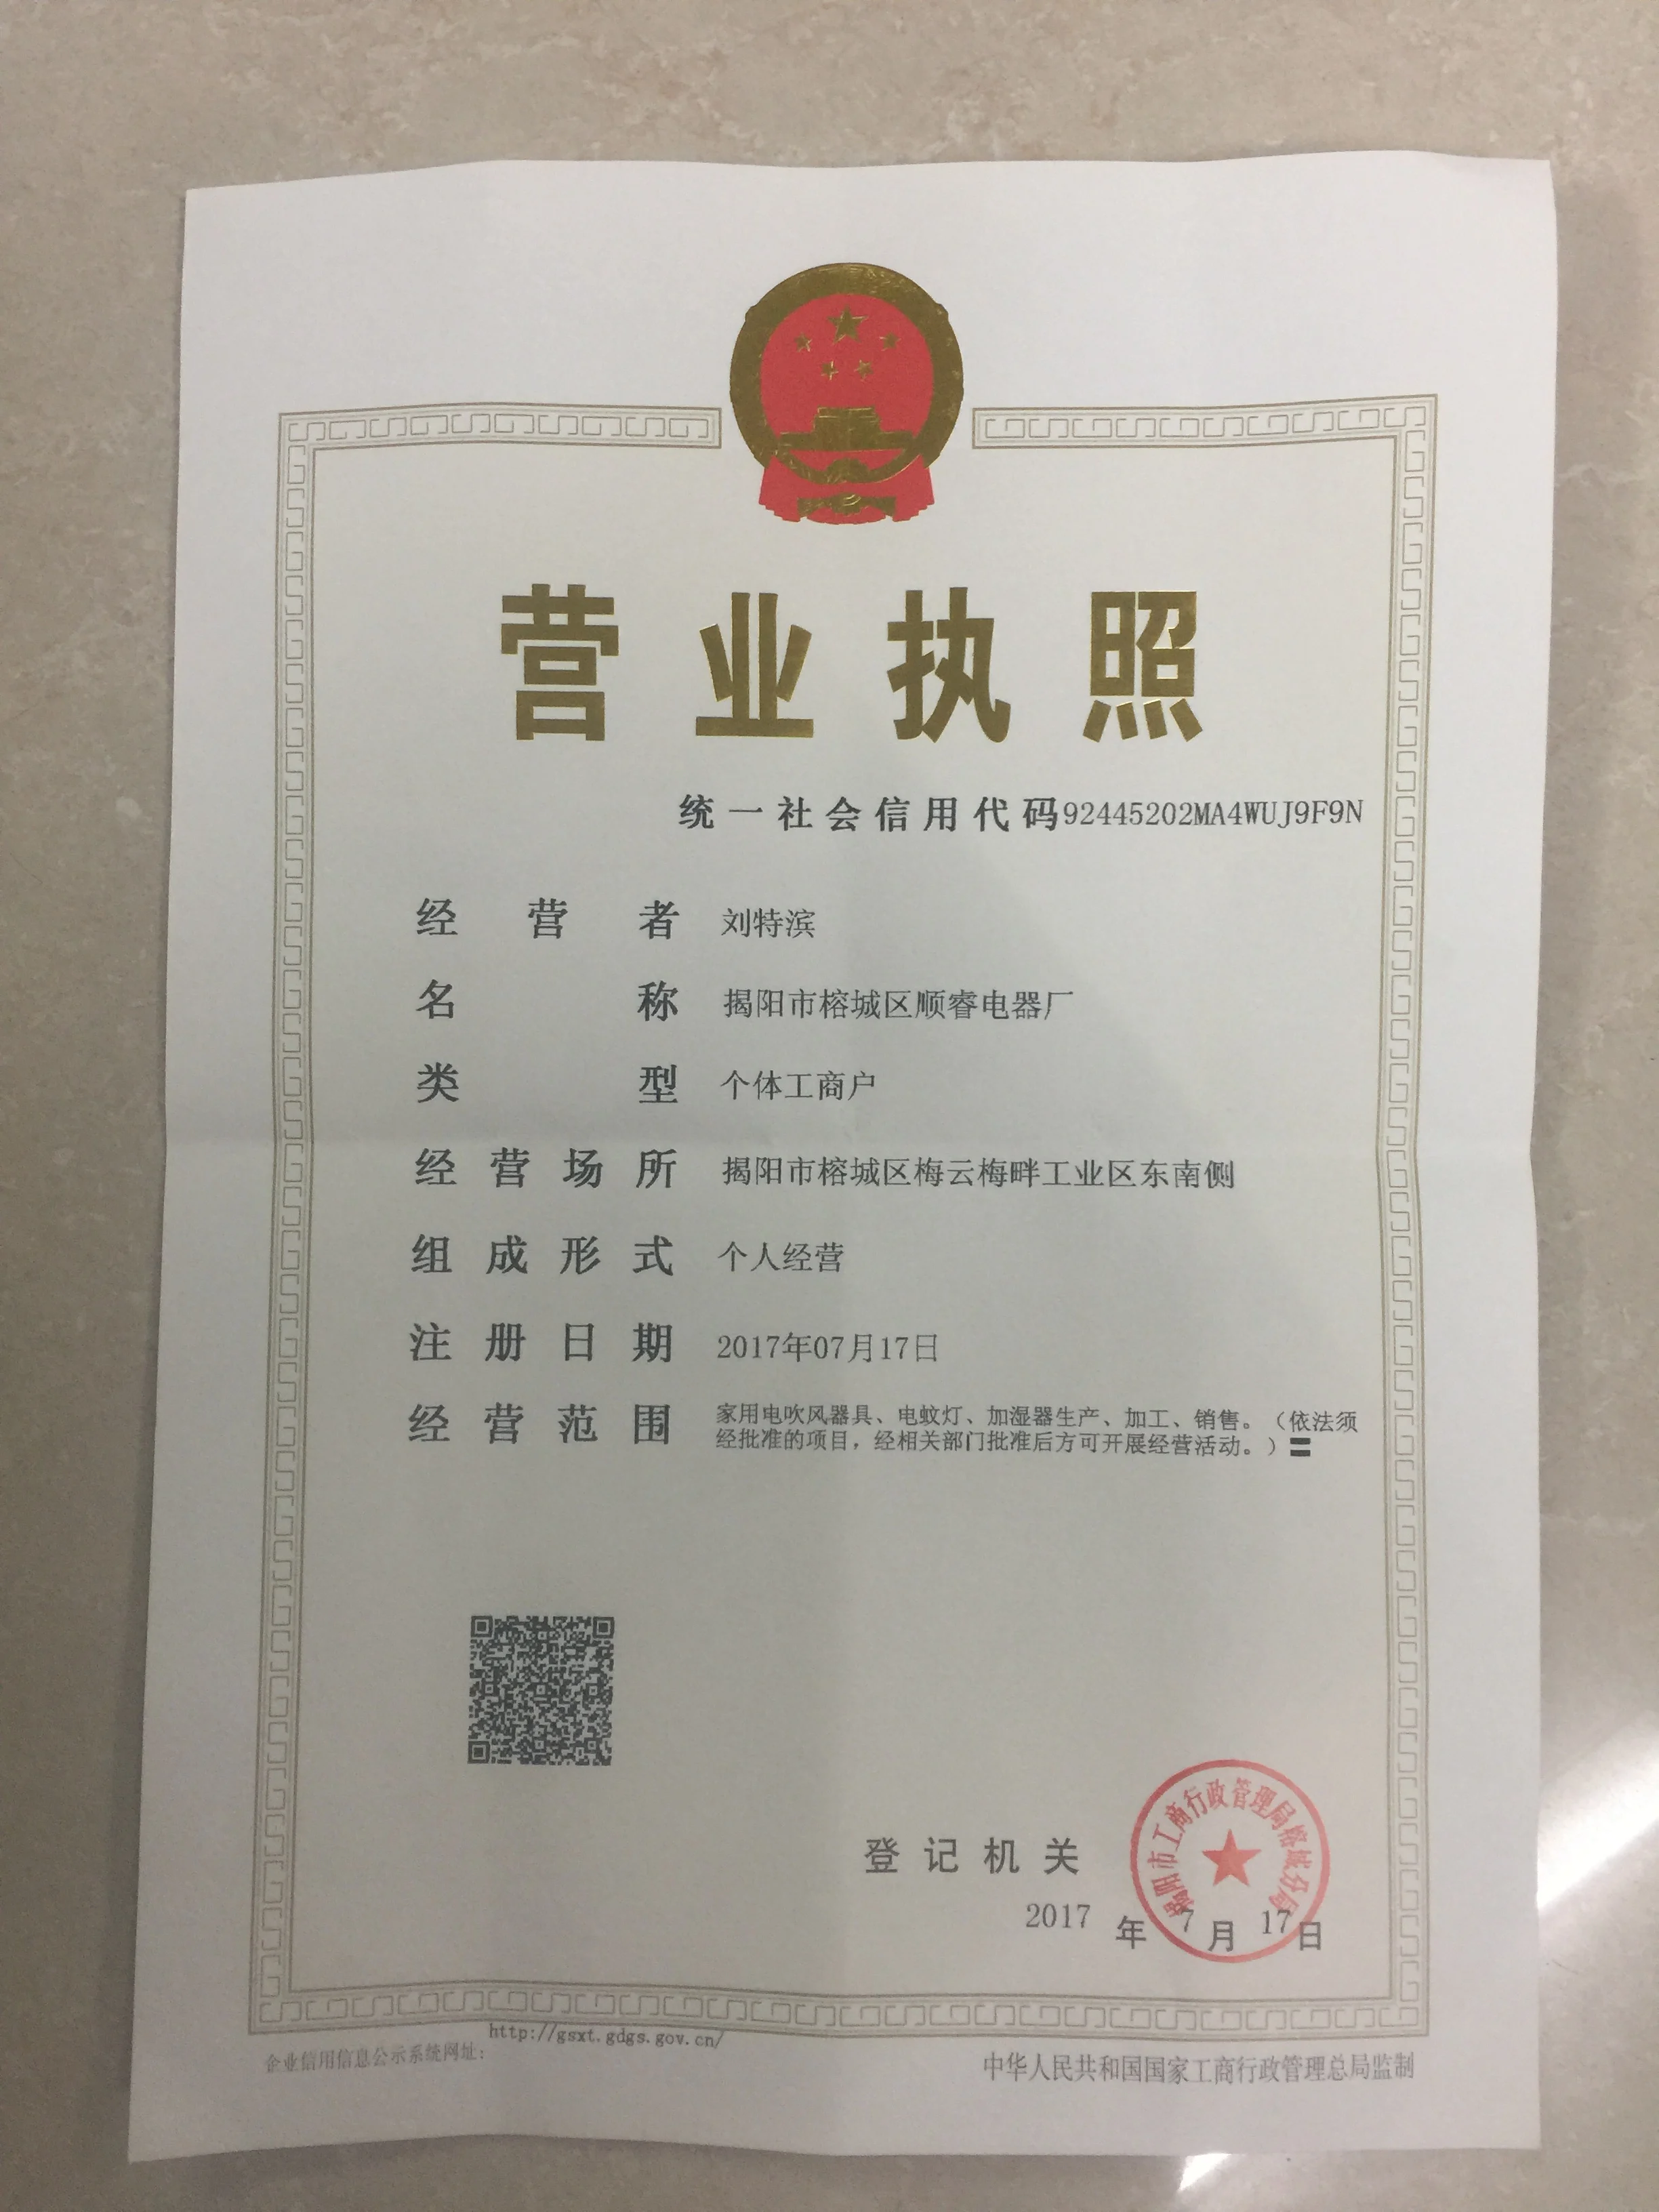 营业执照
统一社会信用代码92445202MA4WUJ9F9N
经营者 刘特滨
名称 揭阳市榕城区顺睿电器厂
类型 个体工商户
经营场所 揭阳市榕城区梅云梅畔工业区东南侧
组成形式 个人经营
注册日期 2017年07月17日
经营范围 家用电吹风器具、电蚊灯、加湿器生产、加工、销售。（依法须
经批准的项目，经相关部门批准后方可开展经营活动。）〓
揭阳市工商行政管理局榕城分局
登记机关
2017年7月17日
企业信用信息公示系统网址：http://gsxt.gdgs.gov.cn/
中华人民共和国国家工商行政管理总局监制